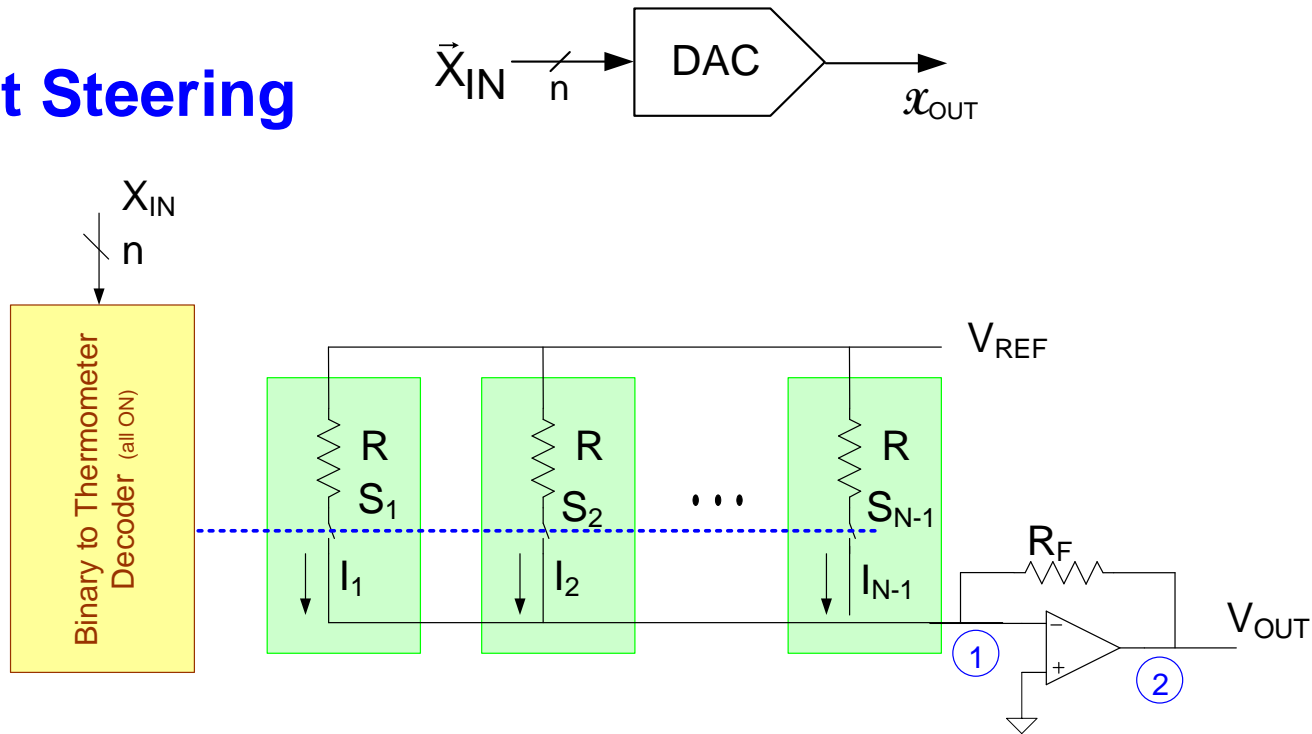 t Steering
X⃗IN
n
DAC
𝒳OUT
XIN
n
Binary to Thermometer
Decoder (all ON)
VREF
R
S1
I1
R
S2
I2
...
R
SN-1
IN-1
RF
−
+
1
2
VOUT